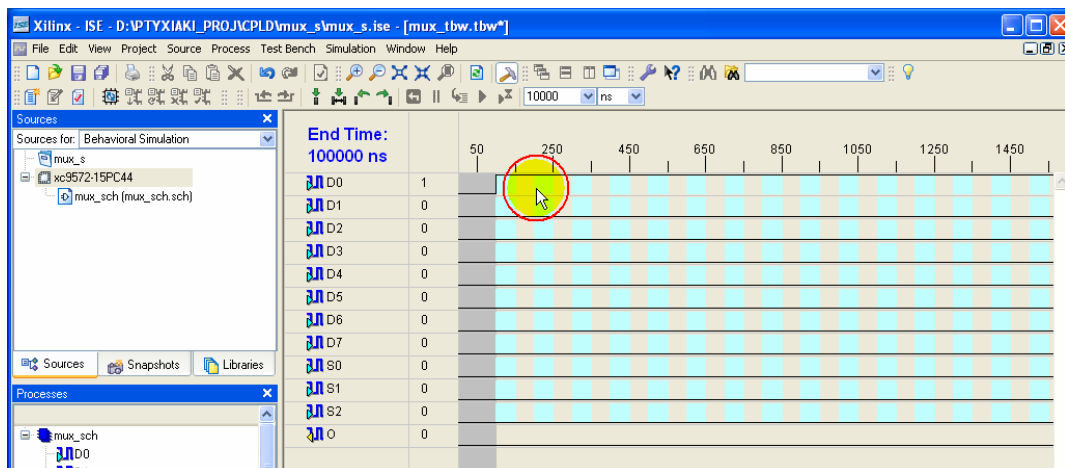 Xilinx - ISE - D:\PTYXIAKI_PROJ\CPLD\mux_s\mux_s.ise - [mux_tbw.tbw*]
File Edit View Project Source Process Test Bench Simulation Window Help
10000 ns
Sources
Sources for: Behavioral Simulation
mux_s
xc9572-15PC44
mux_sch (mux_sch.sch)
Sources Snapshots Libraries
Processes
mux_sch
D0
End Time:
100000 ns
50 250 450 650 850 1050 1250 1450
D0 1
D1 0
D2 0
D3 0
D4 0
D5 0
D6 0
D7 0
S0 0
S1 0
S2 0
O 0